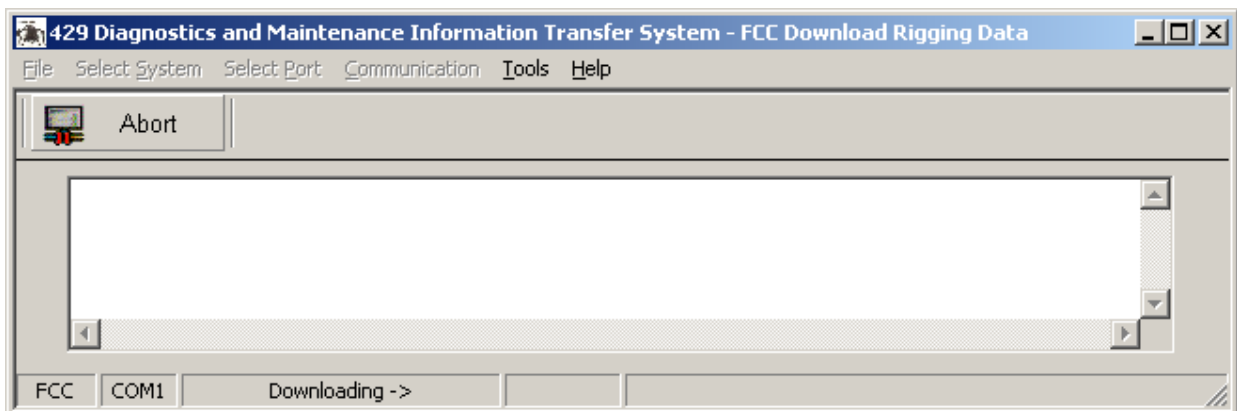 429 Diagnostics and Maintenance Information Transfer System - FCC Download Rigging Data
File Select System Select Port Communication Tools Help
Abort
FCC COM1 Downloading ->